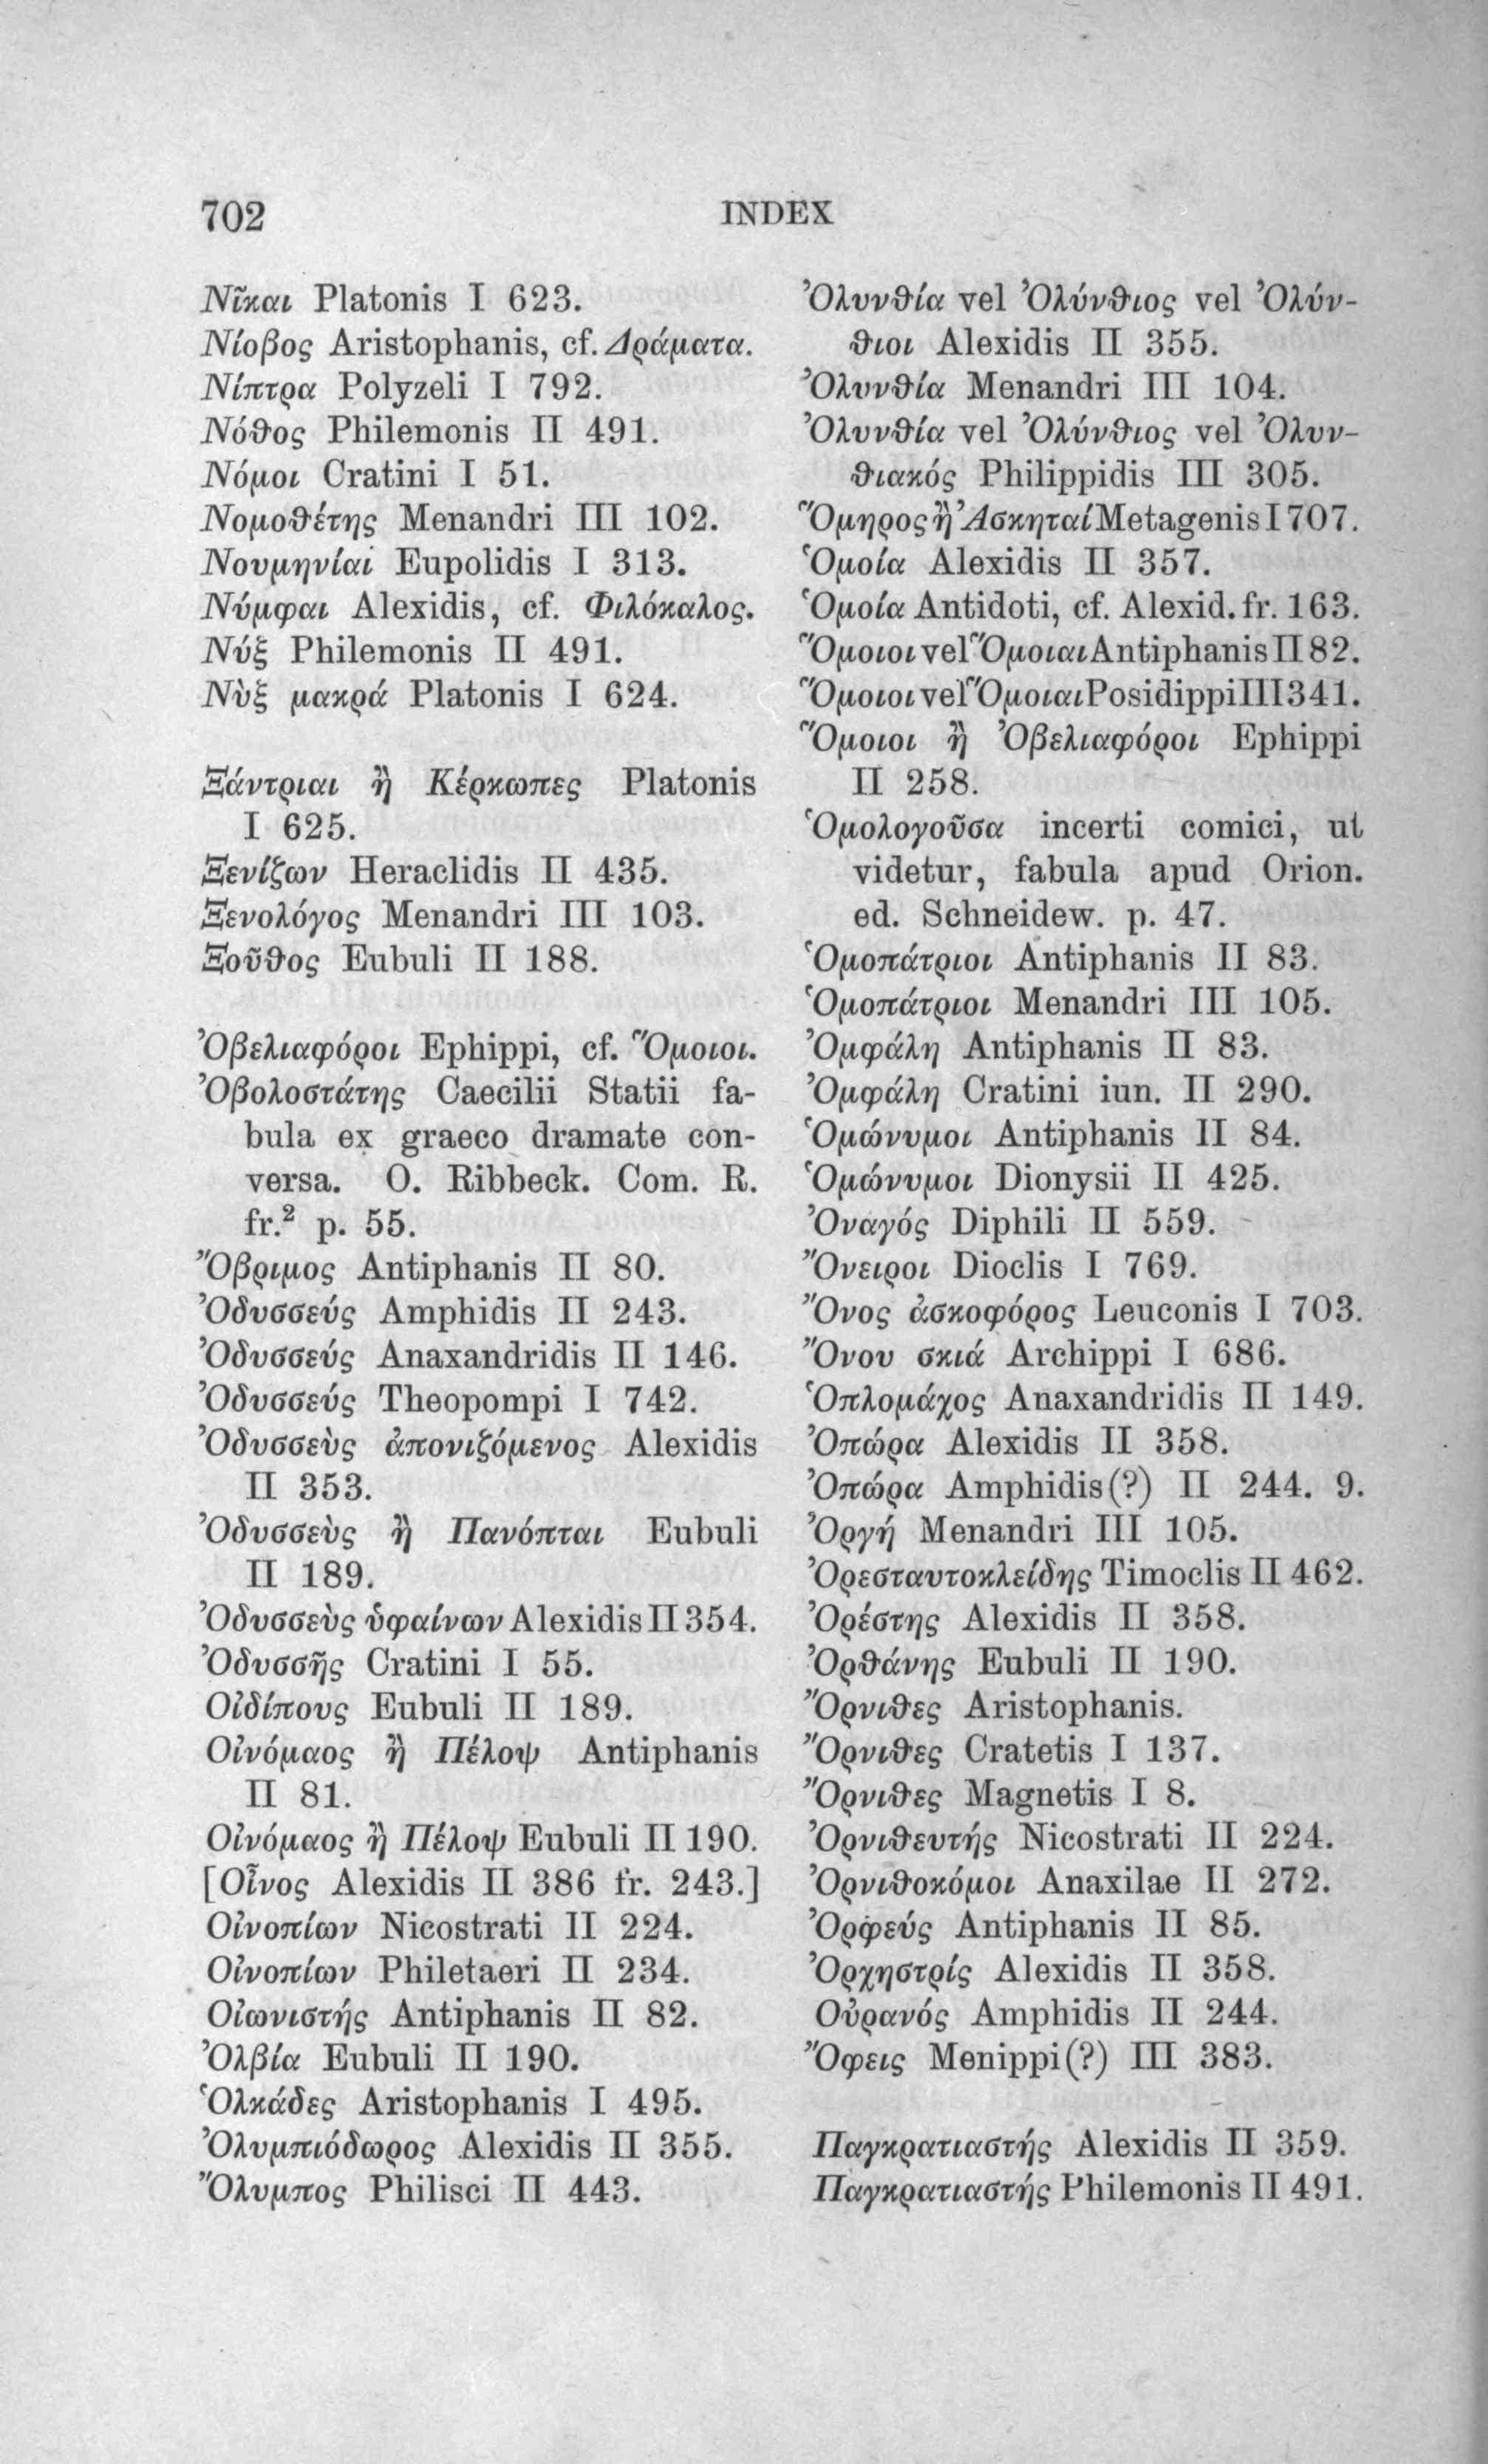 702 INDEX
Νῖκαι Platonis I 623.
Νίοβος Aristophanis, cf. Δράματα.
Νίπτρα Polyzeli I 792.
Νόθος Philemonis II 491.
Νόμοι Cratini I 51.
Νομοθέτης Menandri III 102.
Νουμηνίαι Eupolidis I 313.
Νύμφαι Alexidis, cf. Φιλόκαλος.
Νύξ Philemonis II 491.
Νὺξ μακρά Platonis I 624.
Ξάντριαι ἢ Κέρκωπες Platonis
I 625.
Ξενίζων Heraclidis II 435.
Ξενολόγος Menandri III 103.
Ξοῦθος Eubuli II 188.
Ὀβελιαφόροι Ephippi, cf. Ὅμοιοι.
Ὀβολοστάτης Caecilii Statii fa-
bula ex graeco dramate con-
versa. O. Ribbeck. Com. R.
fr.² p. 55.
Ὄβριμος Antiphanis II 80.
Ὀδυσσεύς Amphidis II 243.
Ὀδυσσεύς Anaxandridis II 146.
Ὀδυσσεύς Theopompi I 742.
Ὀδυσσεὺς ἀπονιζόμενος Alexidis
II 353.
Ὀδυσσεὺς ἢ Πανόπται Eubuli
II 189.
Ὀδυσσεὺς ὑφαίνων Alexidis II 354.
Ὀδυσσῆς Cratini I 55.
Οἰδίπους Eubuli II 189.
Οἰνόμαος ἢ Πέλοψ Antiphanis
II 81.
Οἰνόμαος ἢ Πέλοψ Eubuli II 190.
[Οἶνος Alexidis II 386 fr. 243.]
Οἰνοπίων Nicostrati II 224.
Οἰνοπίων Philetaeri II 234.
Οἰωνιστής Antiphanis II 82.
Ὀλβία Eubuli II 190.
Ὁλκάδες Aristophanis I 495.
Ὀλυμπιόδωρος Alexidis II 355.
Ὄλυμπος Philisci II 443.
Ὀλυνθία vel Ὀλύνθιος vel Ὀλύν-
θιοι Alexidis II 355.
Ὀλυνθία Menandri III 104.
Ὀλυνθία vel Ὀλύνθιος vel Ὀλυν-
θιακός Philippidis III 305.
Ὅμηρος ἢ Ἀσκηταί Metagenis I 707.
Ὁμοία Alexidis II 357.
Ὁμοία Antidoti, cf. Alexid. fr. 163.
Ὅμοιοι vel Ὅμοιαι Antiphanis II 82.
Ὅμοιοι vel Ὅμοιαι Posidippi III 341.
Ὅμοιοι ἢ Ὀβελιαφόροι Ephippi
II 258.
Ὁμολογοῦσα incerti comici, ut
videtur, fabula apud Orion.
ed. Schneidew. p. 47.
Ὁμοπάτριοι Antiphanis II 83.
Ὁμοπάτριοι Menandri III 105.
Ὀμφάλη Antiphanis II 83.
Ὀμφάλη Cratini iun. II 290.
Ὁμώνυμοι Antiphanis II 84.
Ὁμώνυμοι Dionysii II 425.
Ὀναγός Diphili II 559.
Ὄνειροι Dioclis I 769.
Ὄνος ἀσκοφόρος Leuconis I 703.
Ὄνου σκιά Archippi I 686.
Ὁπλομάχος Anaxandridis II 149.
Ὀπώρα Alexidis II 358.
Ὀπώρα Amphidis (?) II 244. 9.
Ὀργή Menandri III 105.
Ὀρεσταυτοκλείδης Timoclis II 462.
Ὀρέστης Alexidis II 358.
Ὀρθάνης Eubuli II 190.
Ὄρνιθες Aristophanis.
Ὄρνιθες Cratetis I 137.
Ὄρνιθες Magnetis I 8.
Ὀρνιθευτής Nicostrati II 224.
Ὀρνιθοκόμοι Anaxilae II 272.
Ὀρφεύς Antiphanis II 85.
Ὀρχηστρίς Alexidis II 358.
Οὐρανός Amphidis II 244.
Ὄφεις Menippi (?) III 383.
Παγκρατιαστής Alexidis II 359.
Παγκρατιαστής Philemonis II 491.